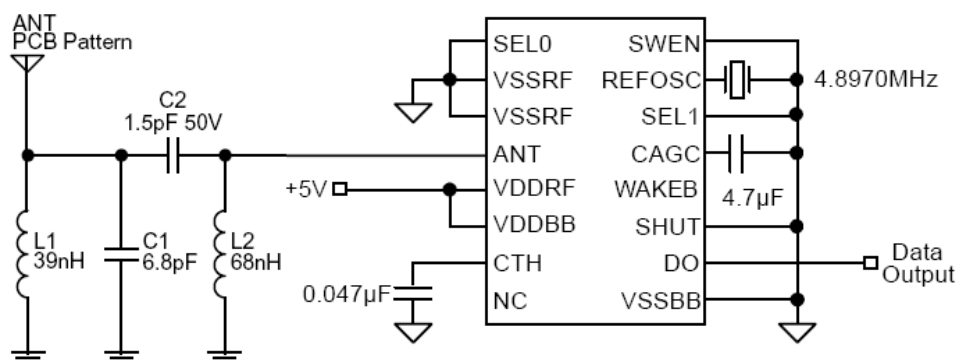 ANT
PCB Pattern
C2
1.5pF 50V
L1
39nH
C1
6.8pF
L2
68nH
+5V
0.047µF
SEL0
VSSRF
VSSRF
ANT
VDDRF
VDDBB
CTH
NC
SWEN
REFOSC
SEL1
CAGC
WAKEB
SHUT
DO
VSSBB
4.8970MHz
4.7µF
Data
Output